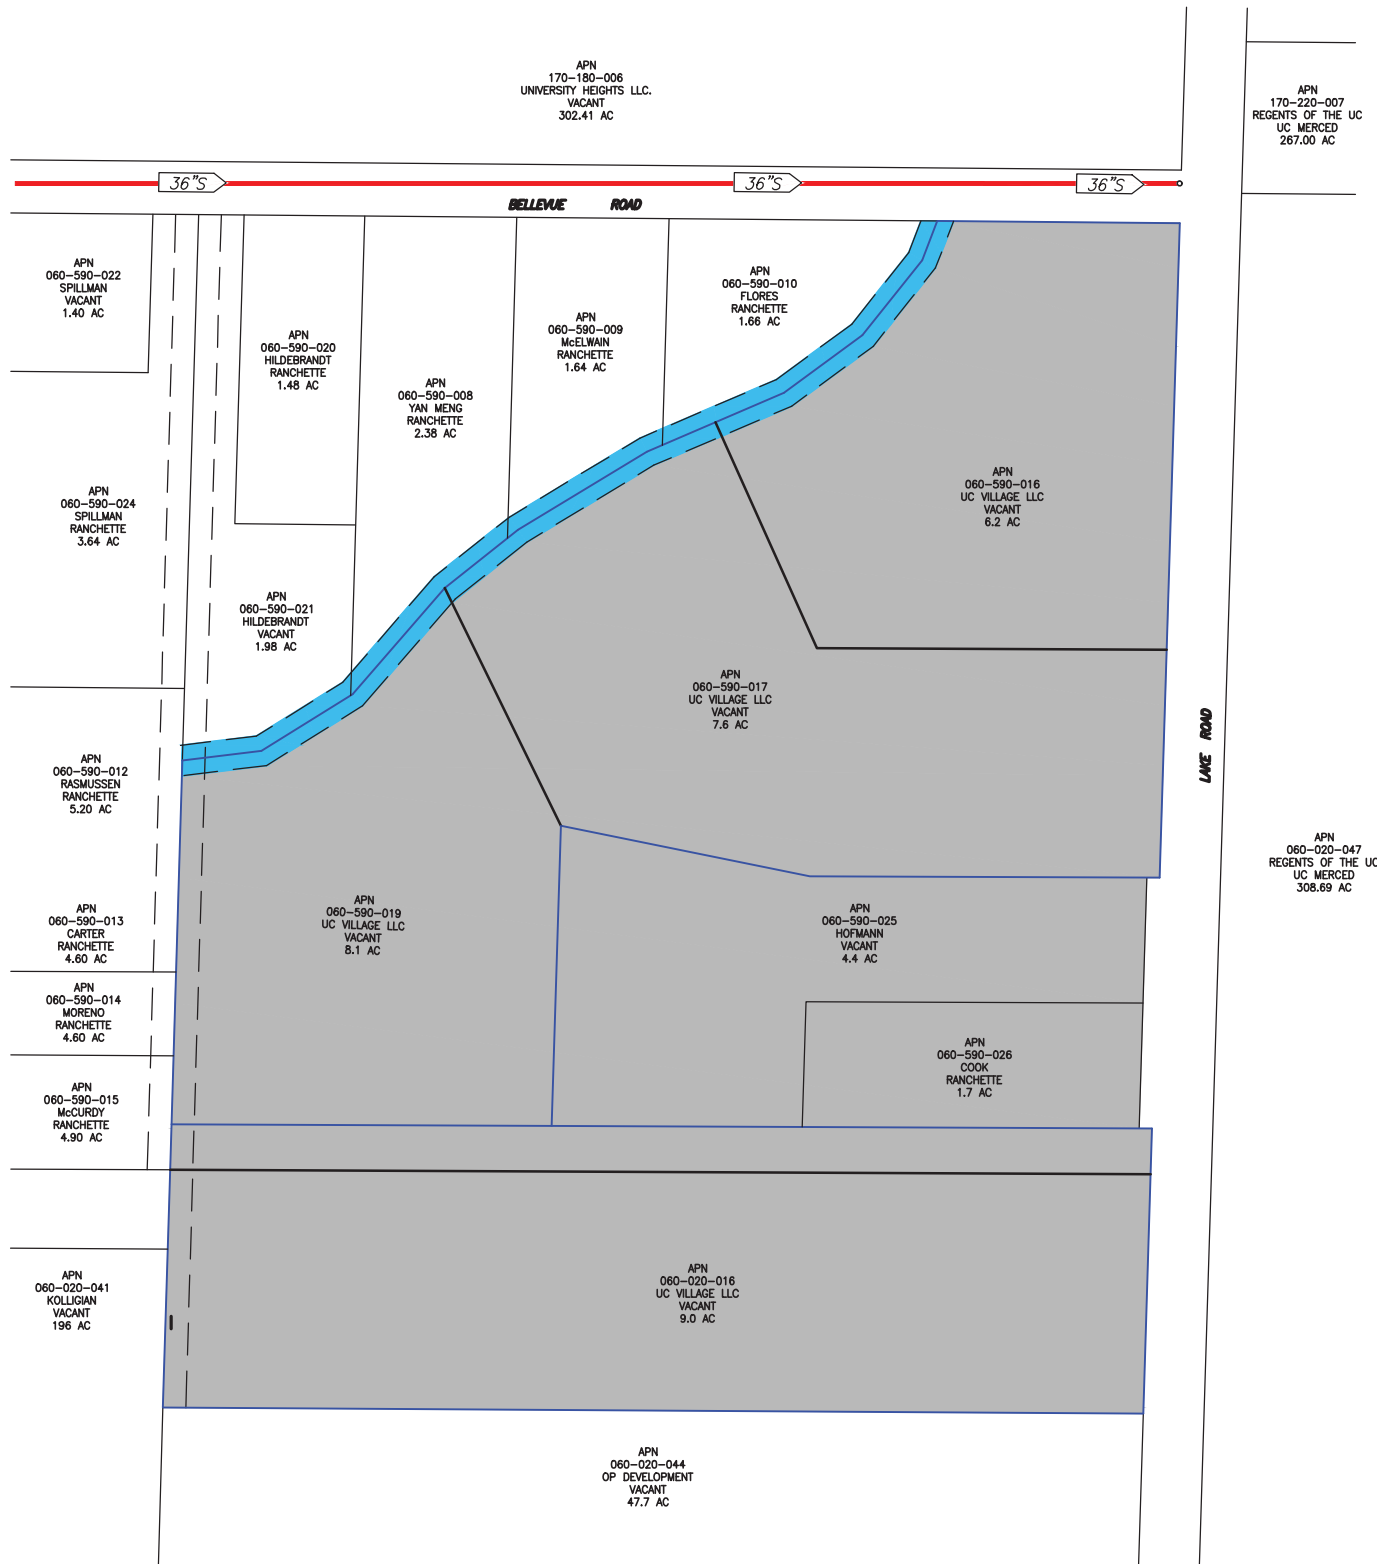 APN
170-180-006
UNIVERSITY HEIGHTS LLC.
VACANT
302.41 AC
APN
170-220-007
REGENTS OF THE UC
UC MERCED
267.00 AC
36"S
36"S
36"S
BELLEVUE ROAD
APN
060-590-022
SPILLMAN
VACANT
1.40 AC
APN
060-590-020
HILDEBRANDT
RANCHETTE
1.48 AC
APN
060-590-008
YAN MENG
RANCHETTE
2.38 AC
APN
060-590-009
McELWAIN
RANCHETTE
1.64 AC
APN
060-590-010
FLORES
RANCHETTE
1.66 AC
APN
060-590-016
UC VILLAGE LLC
VACANT
6.2 AC
APN
060-590-024
SPILLMAN
RANCHETTE
3.64 AC
APN
060-590-021
HILDEBRANDT
VACANT
1.98 AC
APN
060-590-017
UC VILLAGE LLC
VACANT
7.6 AC
LAKE ROAD
APN
060-590-012
RASMUSSEN
RANCHETTE
5.20 AC
APN
060-020-047
REGENTS OF THE UC
UC MERCED
308.69 AC
APN
060-590-013
CARTER
RANCHETTE
4.60 AC
APN
060-590-019
UC VILLAGE LLC
VACANT
8.1 AC
APN
060-590-025
HOFMANN
VACANT
4.4 AC
APN
060-590-014
MORENO
RANCHETTE
4.60 AC
APN
060-590-026
COOK
RANCHETTE
1.7 AC
APN
060-590-015
McCURDY
RANCHETTE
4.90 AC
APN
060-020-041
KOLLIGIAN
VACANT
196 AC
APN
060-020-016
UC VILLAGE LLC
VACANT
9.0 AC
APN
060-020-044
OP DEVELOPMENT
VACANT
47.7 AC